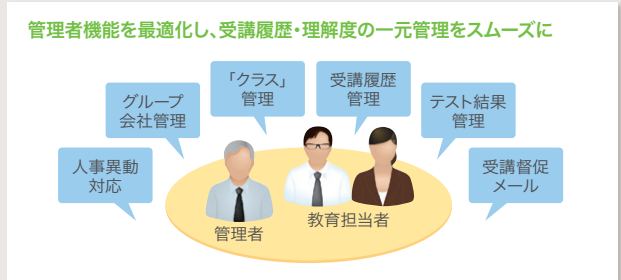 管理者機能を最適化し、受講履歴・理解度の一元管理をスムーズに
「クラス」
管理
受講履歴
管理
グループ
会社管理
テスト結果
管理
人事異動
対応
受講督促
メール
管理者
教育担当者